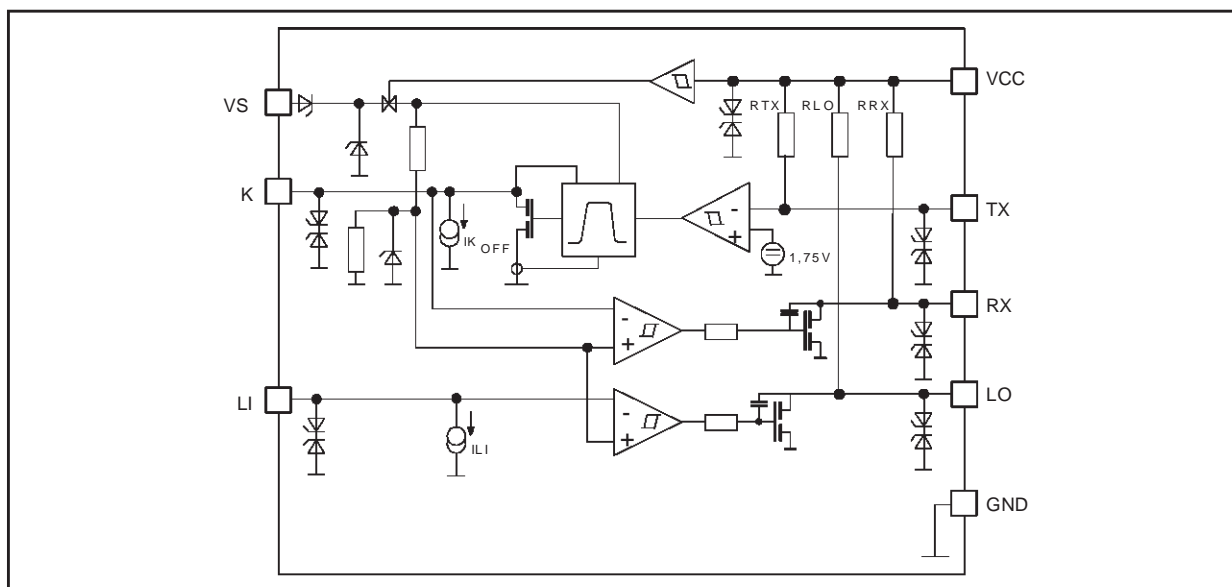 VS
K
LI
VCC
RTX
RLO
RRX
TX
1,75V
IK OFF
RX
LO
ILI
GND
-
+
-
+
-
+